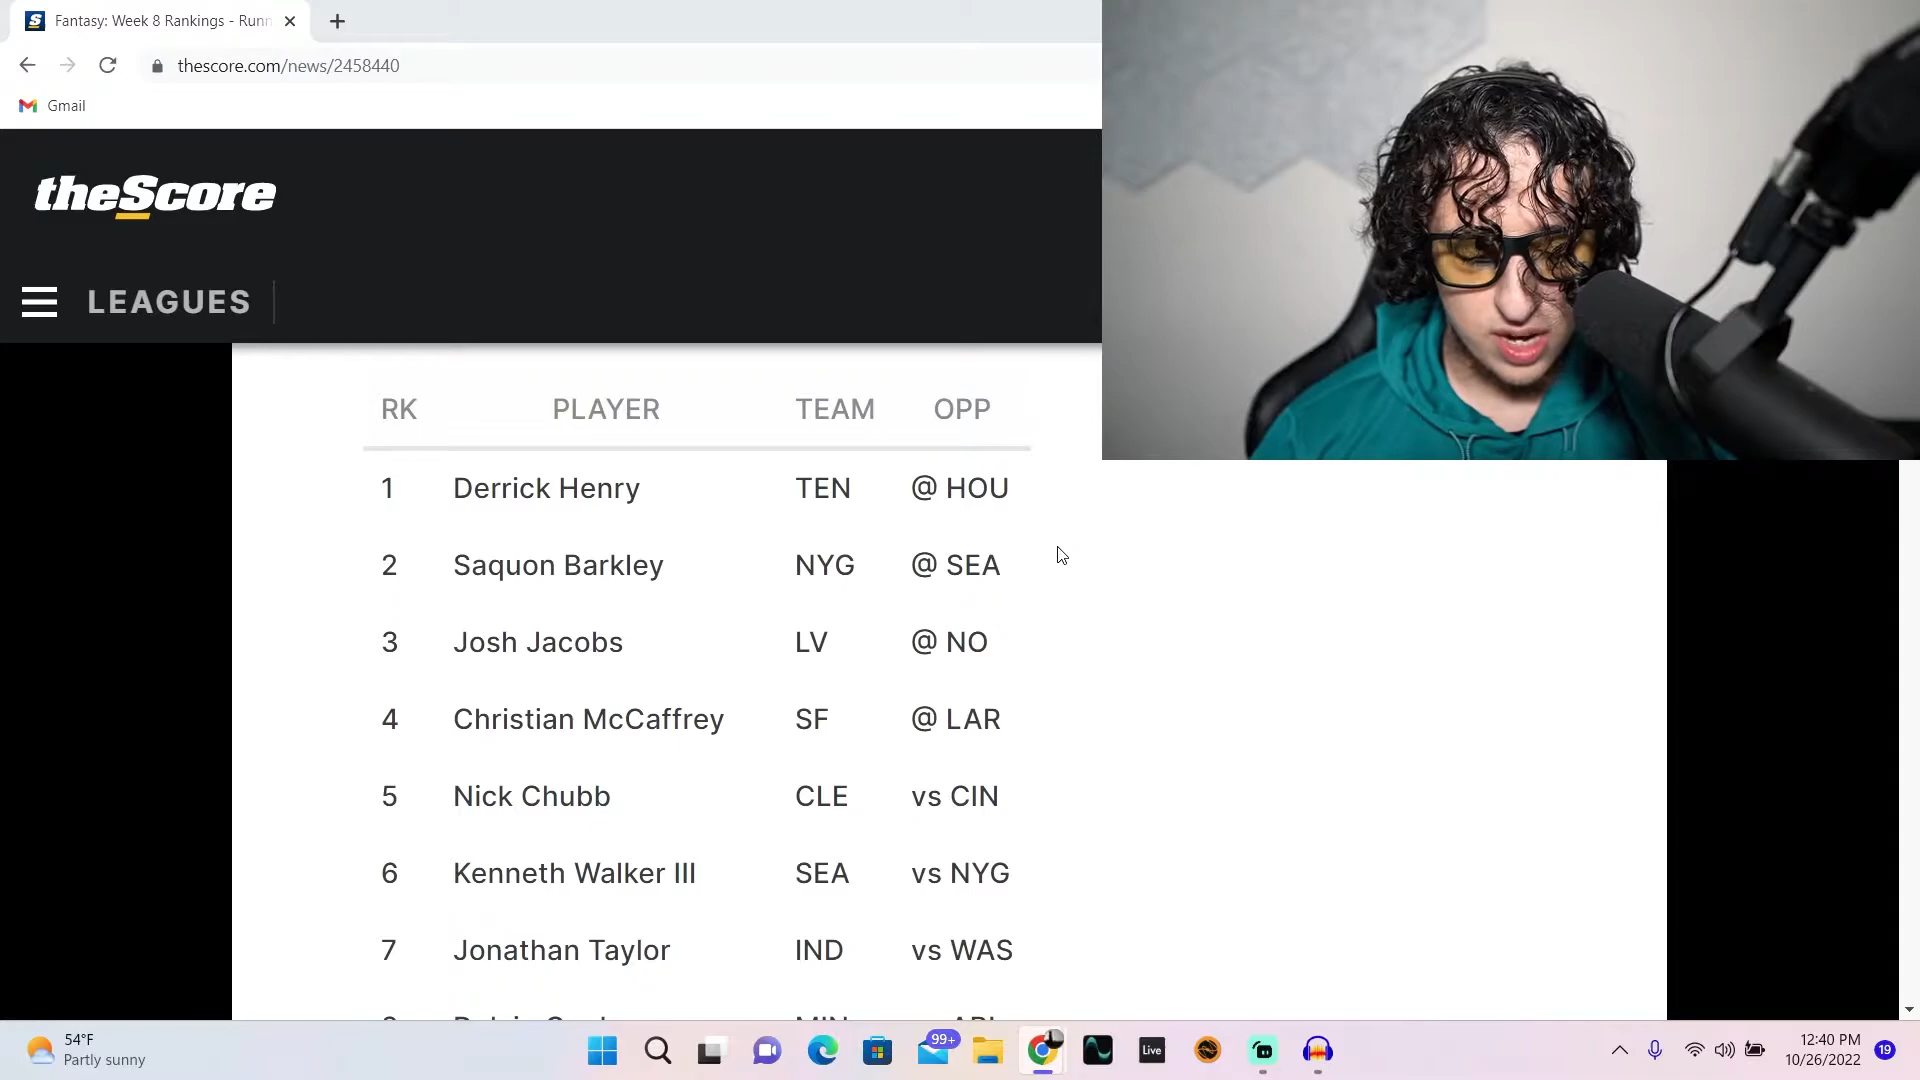 Fantasy: Week 8 Rankings - Runn
thescore.com/news/2458440
Gmail
theScore
LEAGUES
RK PLAYER TEAM OPP
1 Derrick Henry TEN @ HOU
2 Saquon Barkley NYG @ SEA
3 Josh Jacobs LV @ NO
4 Christian McCaffrey SF @ LAR
5 Nick Chubb CLE vs CIN
6 Kenneth Walker III SEA vs NYG
7 Jonathan Taylor IND vs WAS
54°F
Partly sunny
99+
Live
12:40 PM
10/26/2022
19